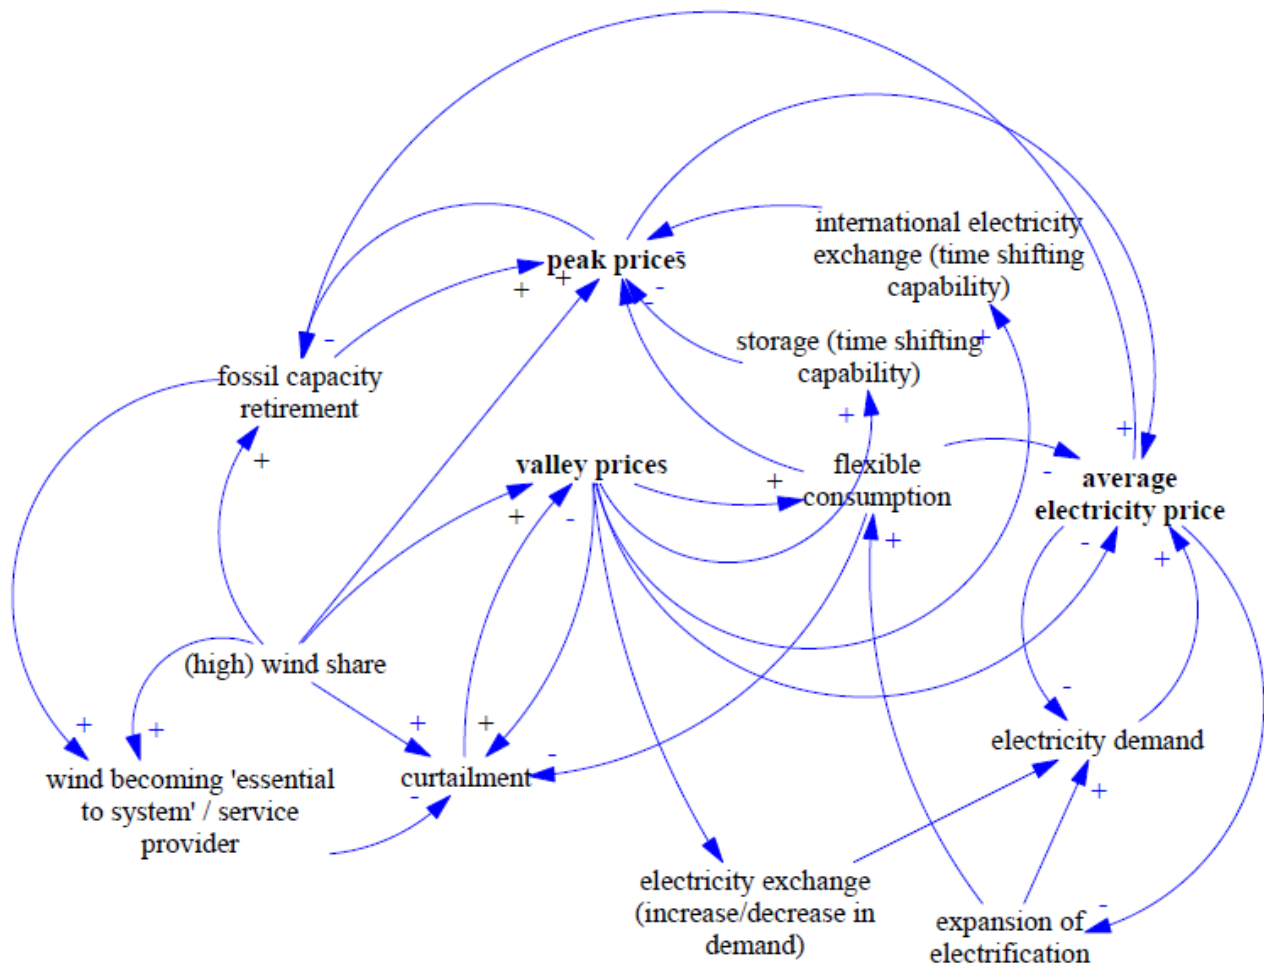 international electricity
exchange (time shifting
capability)
peak prices
-
+
+
-
-
-
storage (time shifting
capability)
+
fossil capacity
retirement
+
+
+
valley prices
flexible
consumption
average
electricity price
-
+
+
-
+
-
+
(high) wind share
-
+
+
+
+
-
electricity demand
wind becoming 'essential
to system' / service
provider
curtailment
-
+
electricity exchange
(increase/decrease in
demand)
-
expansion of
electrification